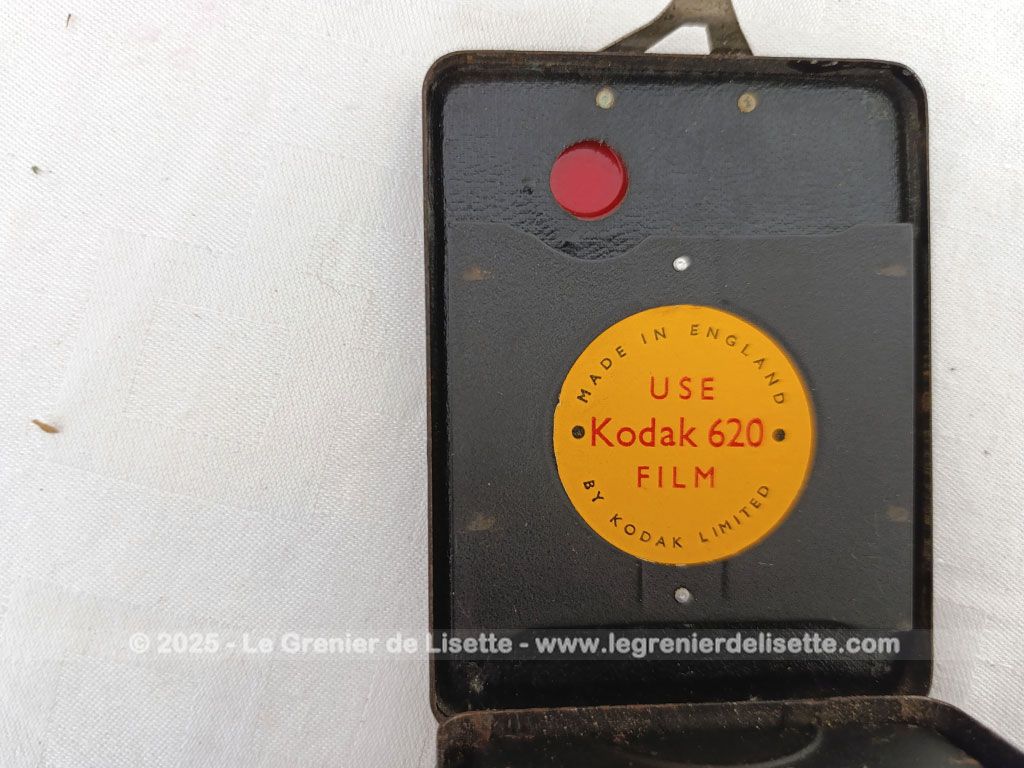 MADE IN ENGLAND
USE
Kodak 620
FILM
BY KODAK LIMITED
© 2025 - Le Grenier de Lisette - www.legrenierdelisette.com